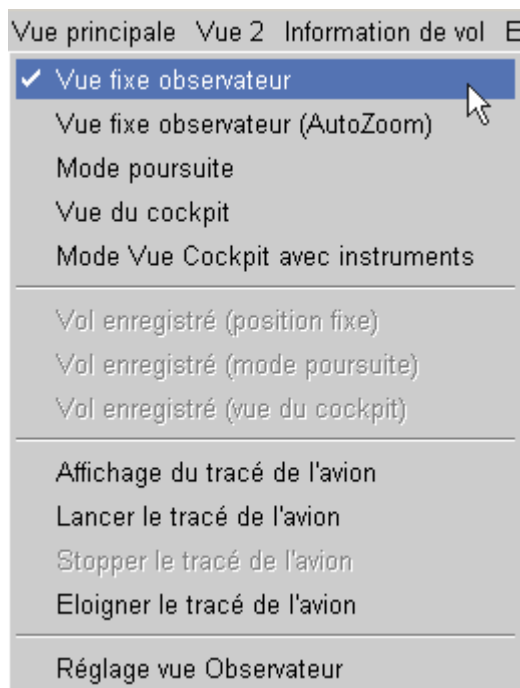 Vue principale Vue 2 Information de vol E
✓ Vue fixe observateur
Vue fixe observateur (AutoZoom)
Mode poursuite
Vue du cockpit
Mode Vue Cockpit avec instruments
Vol enregistré (position fixe)
Vol enregistré (mode poursuite)
Vol enregistré (vue du cockpit)
Affichage du tracé de l'avion
Lancer le tracé de l'avion
Stopper le tracé de l'avion
Eloigner le tracé de l'avion
Réglage vue Observateur